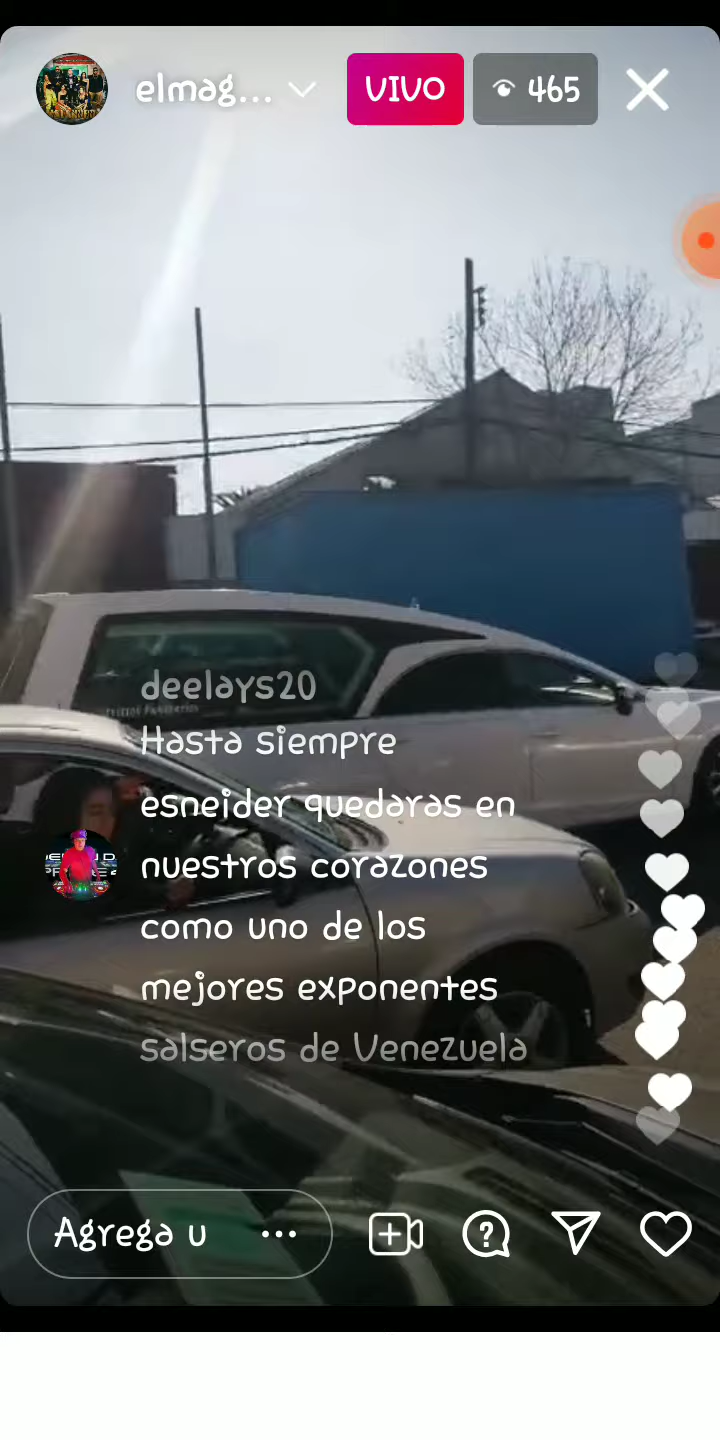 elmag...
VIVO
465
deelays20
Hasta siempre
esneider quedaras en
nuestros corazones
como uno de los
mejores exponentes
salseros de Venezuela
Agrega u